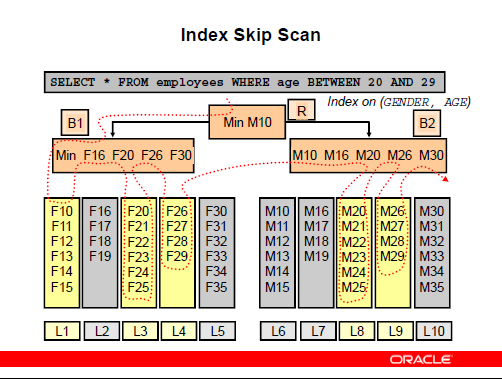 Index Skip Scan
SELECT * FROM employees WHERE age BETWEEN 20 AND 29
Index on (GENDER, AGE)
B1
Min M10
R
B2
Min F16 F20 F26 F30
M10 M16 M20 M26 M30
F10
F11
F12
F13
F14
F15
F16
F17
F18
F19
F20
F21
F22
F23
F24
F25
F26
F27
F28
F29
F30
F31
F32
F33
F34
F35
M10
M11
M12
M13
M14
M15
M16
M17
M18
M19
M20
M21
M22
M23
M24
M25
M26
M27
M28
M29
M30
M31
M32
M33
M34
M35
L1
L2
L3
L4
L5
L6
L7
L8
L9
L10
ORACLE